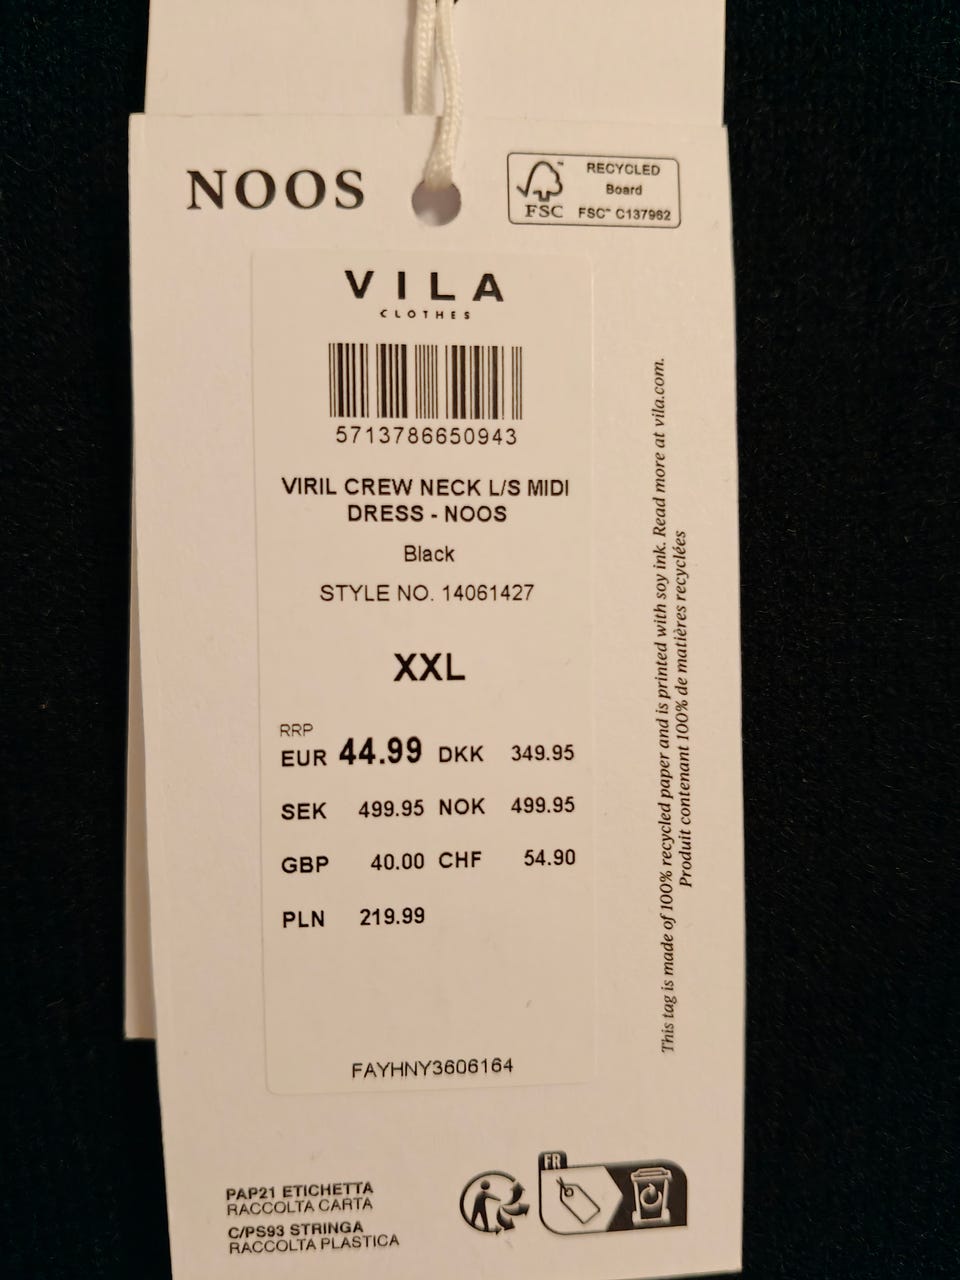 NOOS
FSC
RECYCLED
Board
FSC™ C137962
VILA
CLOTHES
5713786650943
VIRIL CREW NECK L/S MIDI
DRESS - NOOS
Black
STYLE NO. 14061427
XXL
RRP
EUR 44.99 DKK 349.95
SEK 499.95 NOK 499.95
GBP 40.00 CHF 54.90
PLN 219.99
FAYHNY3606164
This tag is made of 100% recycled paper and is printed with soy ink. Read more at vila.com.
Produit contenant 100% de matières recyclées
PAP21 ETICHETTA
RACCOLTA CARTA
C/PS93 STRINGA
RACCOLTA PLASTICA
FR